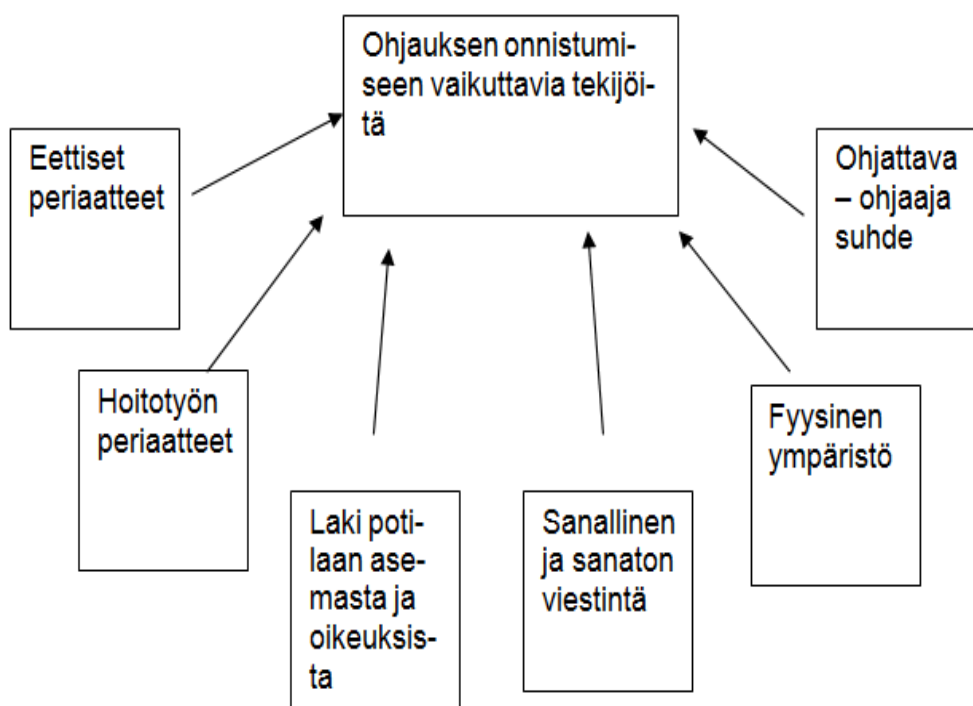 Ohjauksen onnistumi-
seen vaikuttavia tekijöi-
tä
Eettiset
periaatteet
Ohjattava
– ohjaaja
suhde
Hoitotyön
periaatteet
Fyysinen
ympäristö
Laki poti-
laan ase-
masta ja
oikeuksis-
ta
Sanallinen
ja sanaton
viestintä